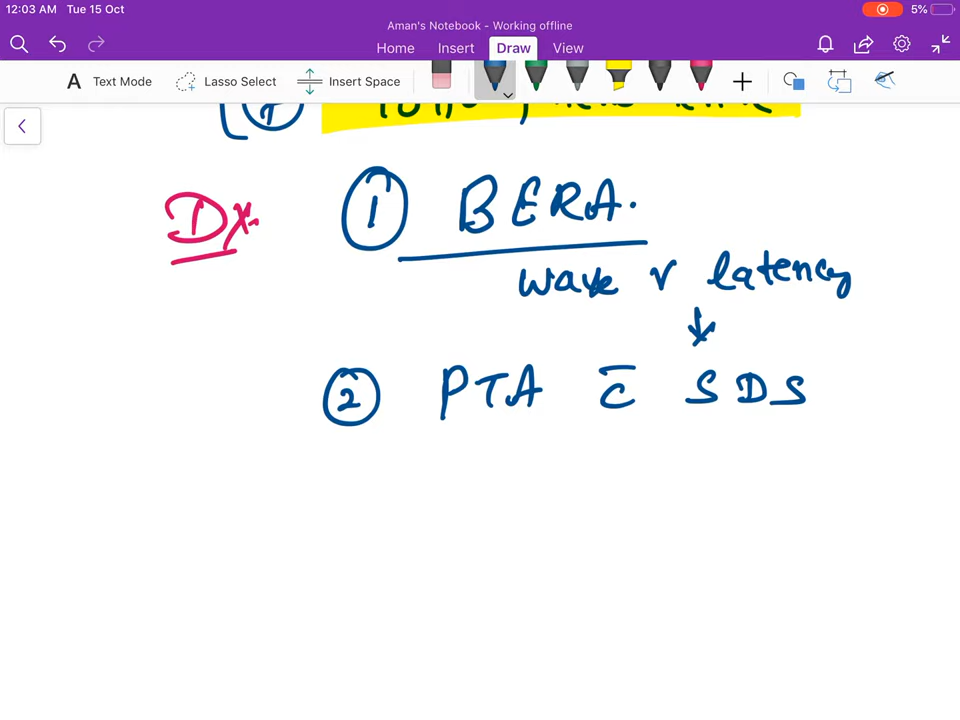 12:03 AM Tue 15 Oct 5%
Aman's Notebook - Working offline
Home Insert Draw View
A Text Mode Lasso Select Insert Space
Dx. ① BERA.
wave V latency
↓
② PTA c̄ SDS